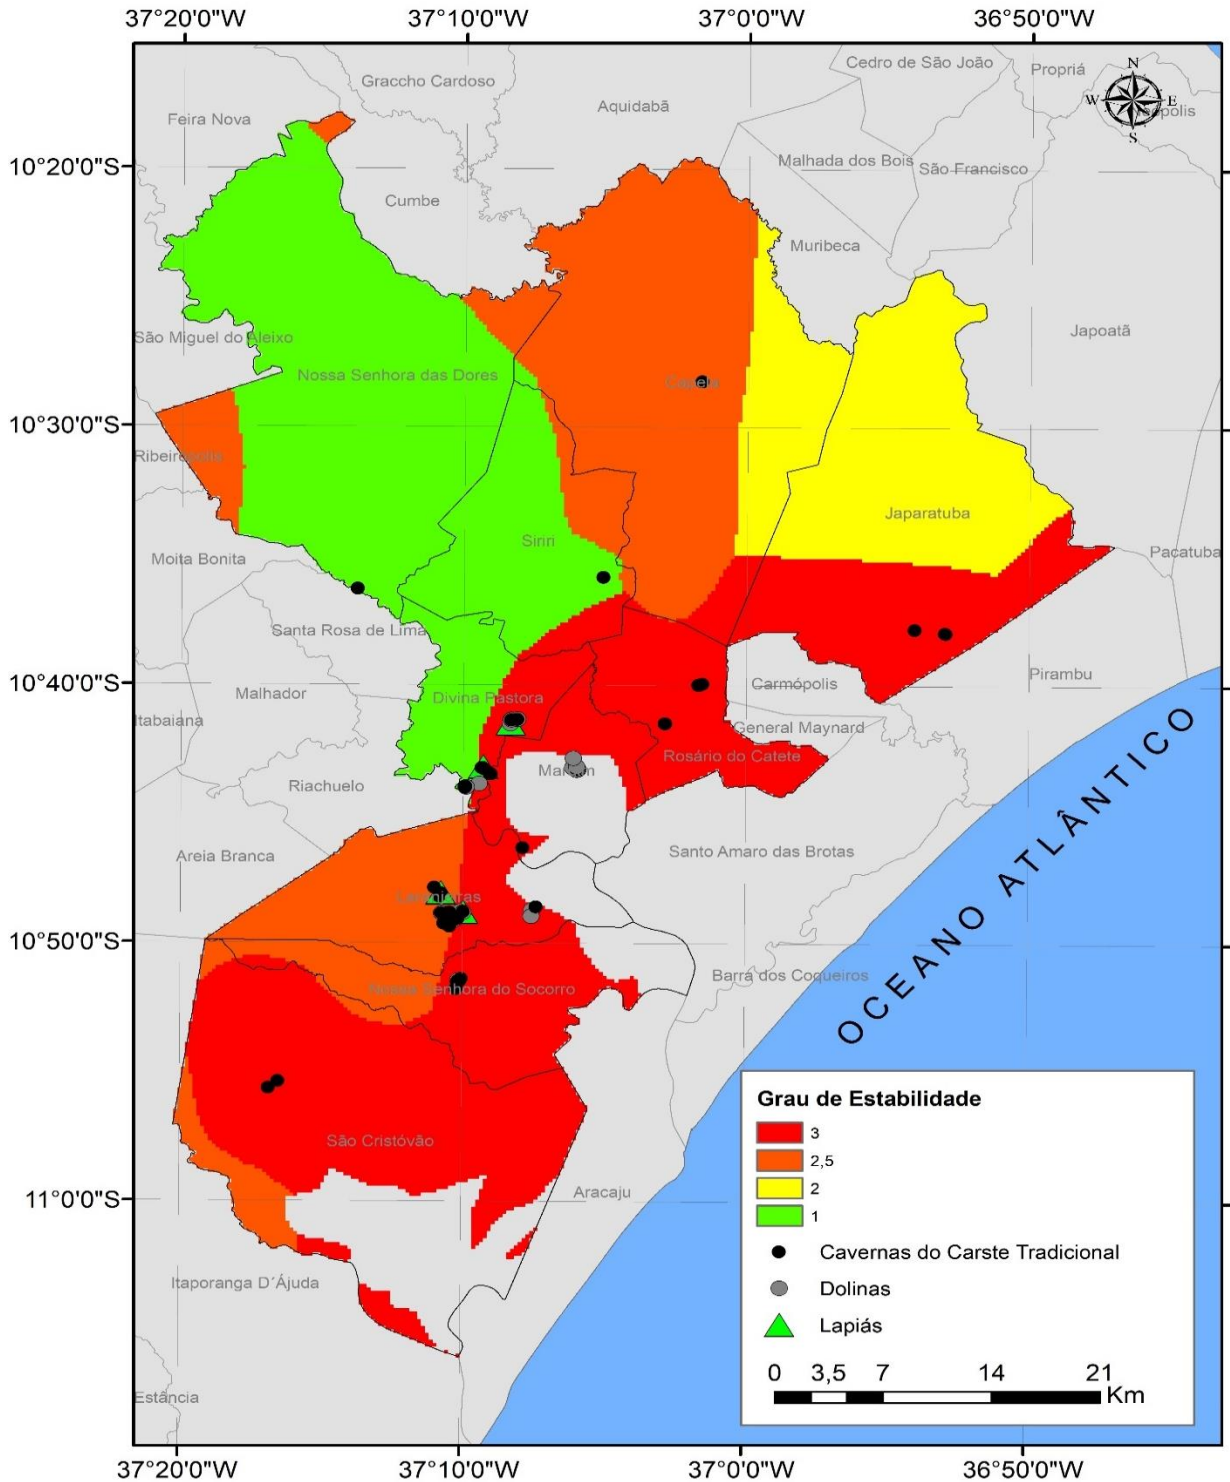 37°20'0"W 37°10'0"W 37°0'0"W 36°50'0"W
Cedro de São João
Propriá
Graccho Cardoso
Aquidabã
N
W E
S
Feira Nova
10°20'0"S
Malhada dos Bois
São Francisco
Cumbe
Muribeca
São Miguel do Aleixo
Japoatã
Nossa Senhora das Dores
Capela
10°30'0"S
Ribeirópolis
Japaratuba
Siriri
Moita Bonita
Pacatuba
Santa Rosa de Lima
Pirambu
10°40'0"S
Malhador
Divina Pastora
Carmópolis
Itabaiana
General Maynard
Rosário do Catete
Maruim
Riachuelo
Areia Branca
Santo Amaro das Brotas
Laranjeiras
OCEANO ATLÂNTICO
10°50'0"S
Barra dos Coqueiros
Nossa Senhora do Socorro
São Cristóvão
11°0'0"S
Aracaju
Itaporanga D´Ájuda
Estância
Grau de Estabilidade
3
2,5
2
1
Cavernas do Carste Tradicional
Dolinas
Lapiás
0 3,5 7 14 21
Km
37°20'0"W 37°10'0"W 37°0'0"W 36°50'0"W